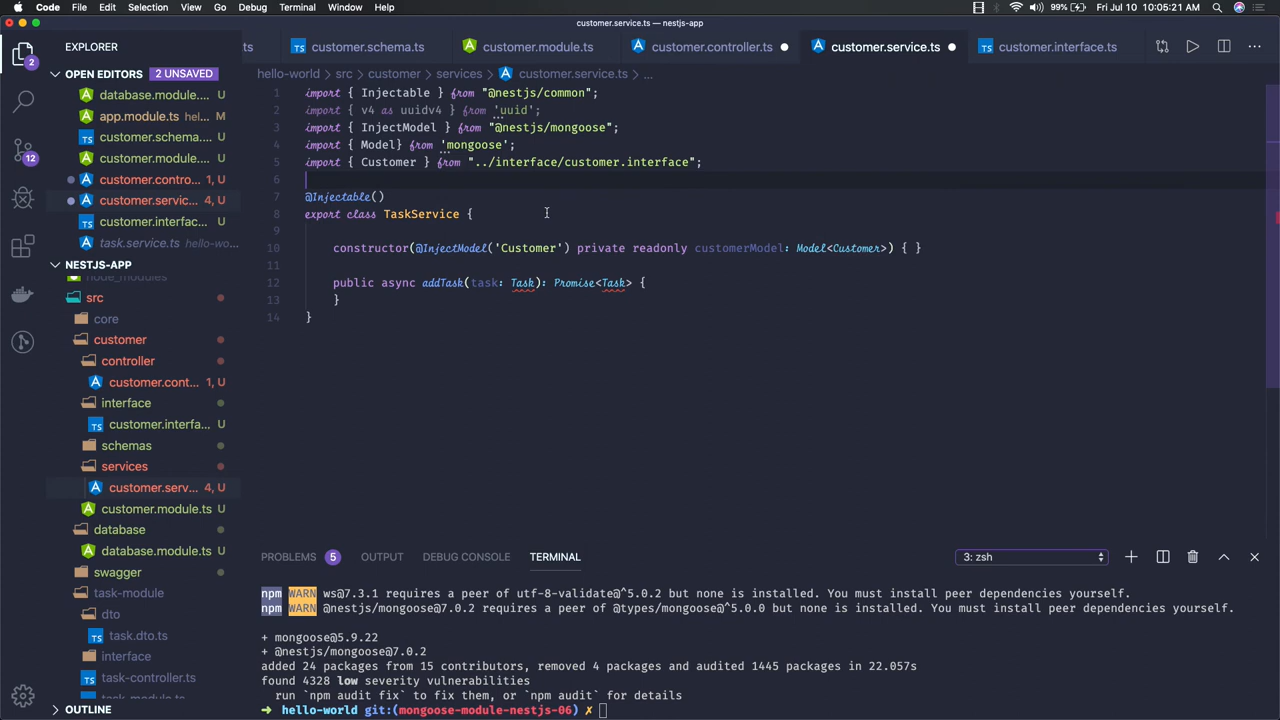 Code File Edit Selection View Go Debug Terminal Window Help 99% Fri Jul 10 10:05:21 AM
customer.service.ts — nestjs-app
EXPLORER
ts customer.schema.ts customer.module.ts customer.controller.ts customer.service.ts customer.interface.ts
hello-world > src > customer > services > customer.service.ts > ...
OPEN EDITORS 2 UNSAVED
database.module.... U
app.module.ts hell... M
customer.schema.ts... U
customer.module.... U
customer.contro... 1, U
customer.servic... 4, U
customer.interfac... U
task.service.ts hello-wo...
NESTJS-APP
node_modules
src
core
customer
controller
customer.cont... 1, U
interface
customer.interfa... U
schemas
services
customer.serv... 4, U
customer.module.ts U
database
database.module.ts U
swagger
task-module
dto
task.dto.ts
interface
task-controller.ts
task.module.ts
OUTLINE
2
12
1 import { Injectable } from "@nestjs/common";
2 import { v4 as uuidv4 } from 'uuid';
3 import { InjectModel } from "@nestjs/mongoose";
4 import { Model} from 'mongoose';
5 import { Customer } from "../interface/customer.interface";
6
7 @Injectable()
8 export class TaskService {
9
10 constructor(@InjectModel('Customer') private readonly customerModel: Model<Customer>) { }
11
12 public async addTask(task: Task): Promise<Task> {
13 }
14 }
PROBLEMS 5 OUTPUT DEBUG CONSOLE TERMINAL 3: zsh
npm WARN ws@7.3.1 requires a peer of utf-8-validate@^5.0.2 but none is installed. You must install peer dependencies yourself.
npm WARN @nestjs/mongoose@7.0.2 requires a peer of @types/mongoose@^5.0.0 but none is installed. You must install peer dependencies yourself.
+ mongoose@5.9.22
+ @nestjs/mongoose@7.0.2
added 24 packages from 15 contributors, removed 4 packages and audited 1445 packages in 22.057s
found 4328 low severity vulnerabilities
run `npm audit fix` to fix them, or `npm audit` for details
➜ hello-world git:(mongoose-module-nestjs-06) ✗